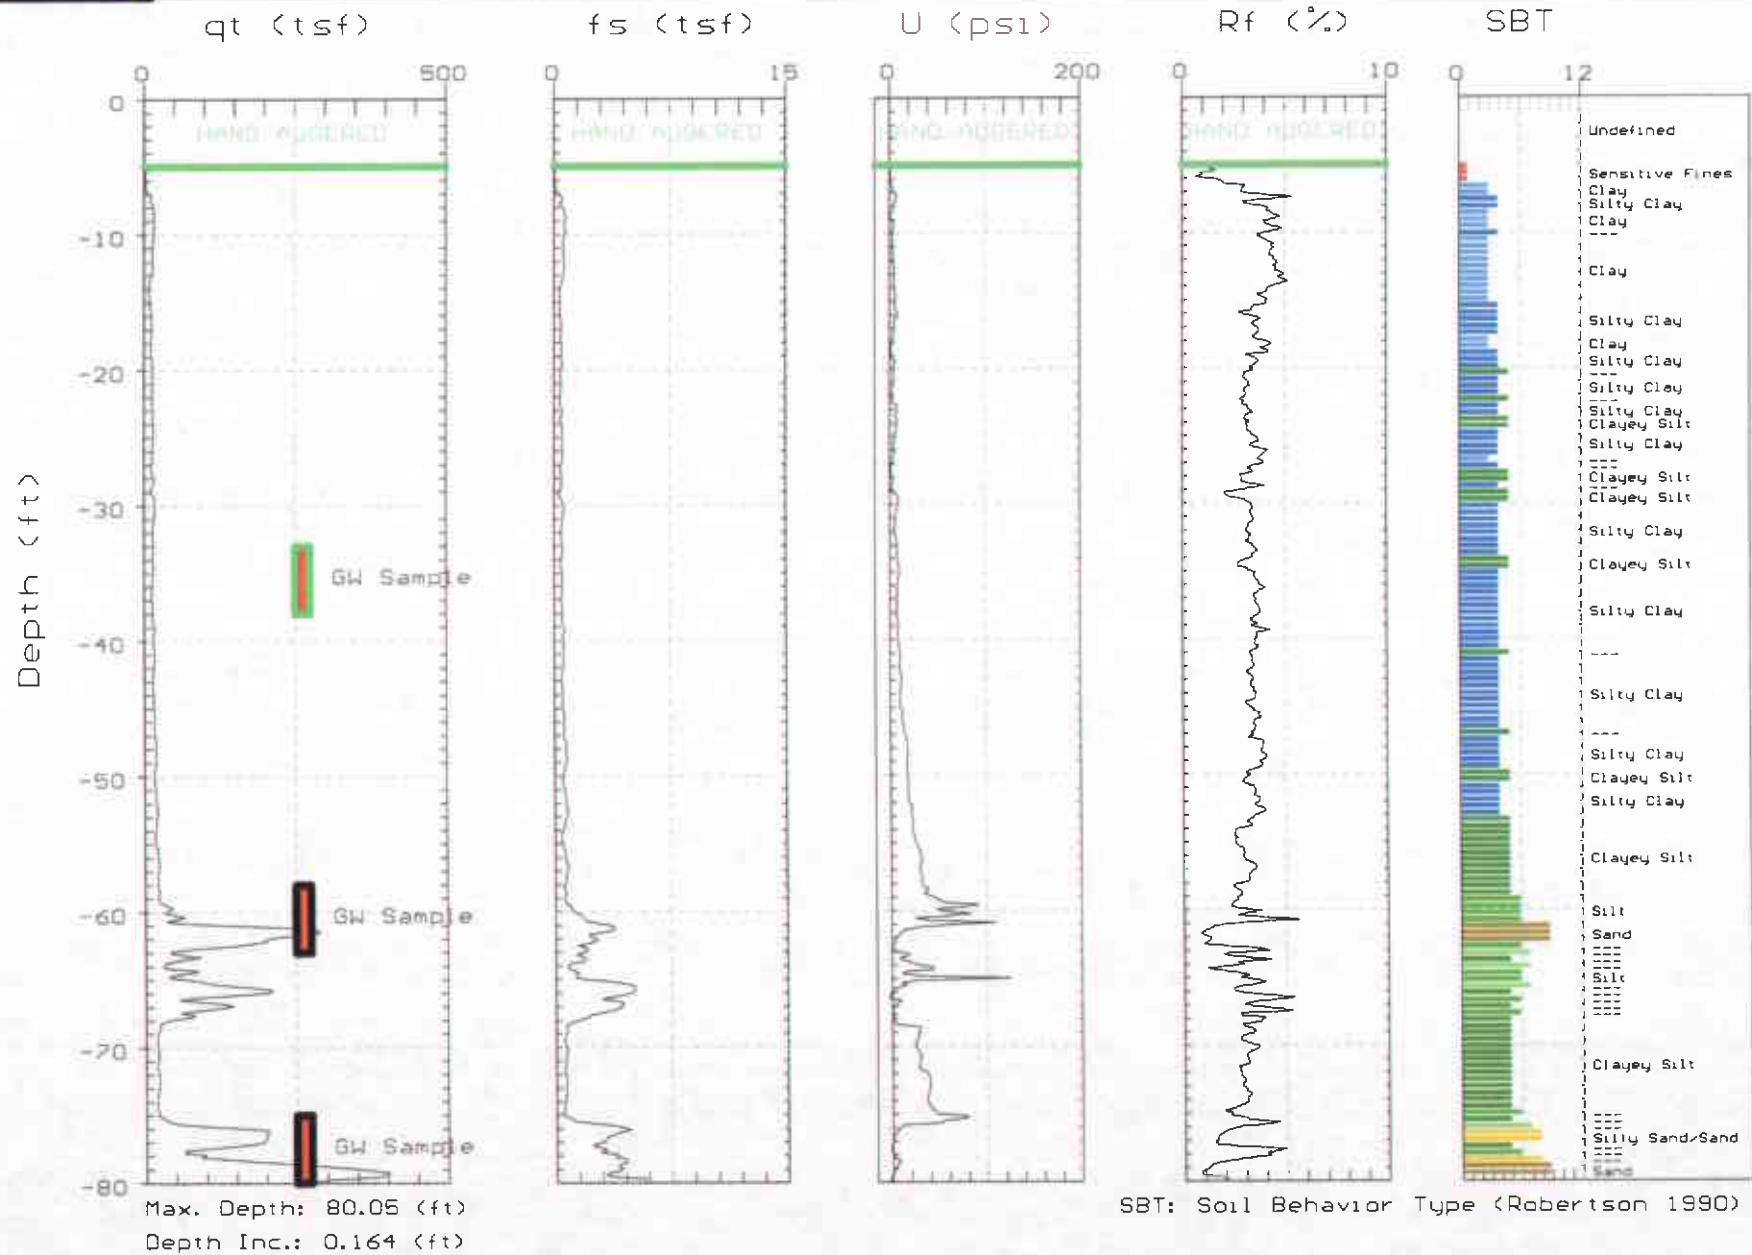 qt (tsf)
fs (tsf)
U (psi)
Rf (%)
SBT
0 500
0 15
0 200
0 10
0 12
HAND AUGERED
HAND AUGERED
HAND AUGERED
HAND AUGERED
Depth (ft)
0
-10
-20
-30
-40
-50
-60
-70
-80
GW Sample
GW Sample
GW Sample
Undefined
Sensitive Fines
Clay
Silty Clay
Clay
---
Clay
Silty Clay
Clay
Silty Clay
---
Silty Clay
---
Silty Clay
Clayey Silt
Silty Clay
---
---
Clayey Silt
---
Clayey Silt
Silty Clay
Clayey Silt
Silty Clay
---
Silty Clay
---
Silty Clay
Clayey Silt
Silty Clay
Clayey Silt
Silt
Sand
---
---
---
---
Silt
---
---
---
---
---
Clayey Silt
---
---
---
Silty Sand/Sand
---
---
---
Sand
Max. Depth: 80.05 (ft)
Depth Inc.: 0.164 (ft)
SBT: Soil Behavior Type (Robertson 1990)